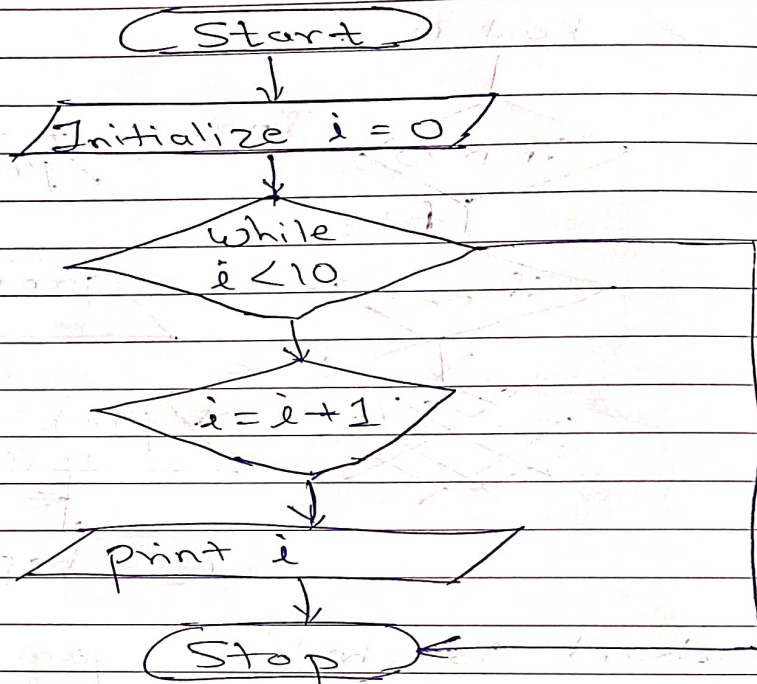 Start
Initialize i = 0
while
i < 10
i = i + 1
print i
Stop